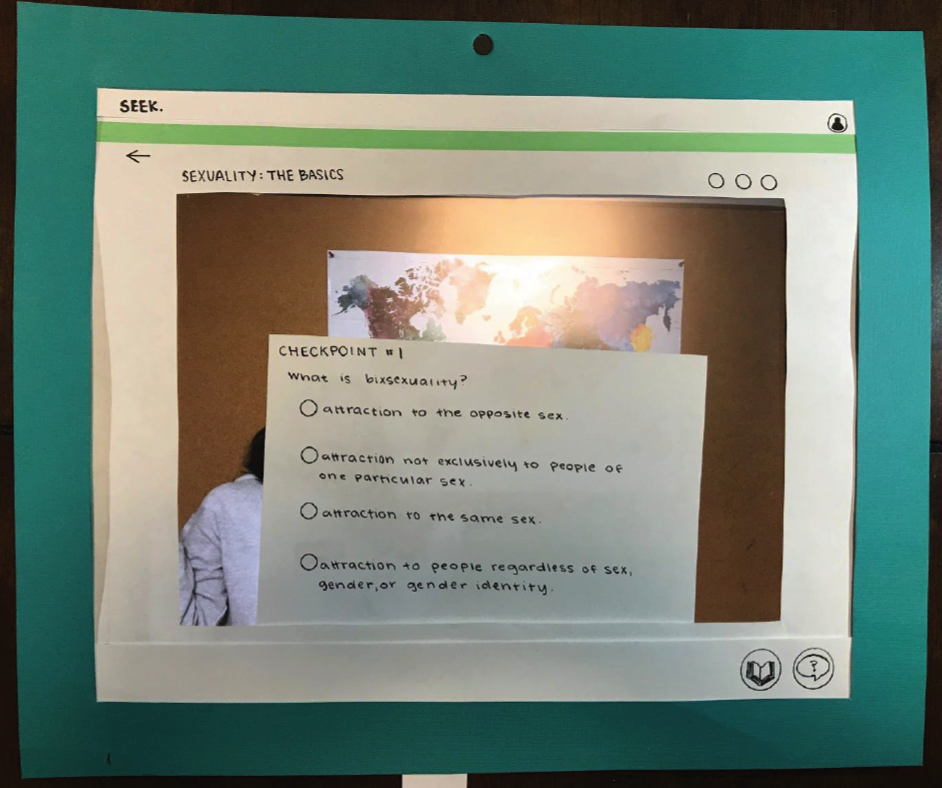 SEEK.
SEXUALITY: THE BASICS
CHECKPOINT #1
What is bixsexuality?
attraction to the opposite sex.
attraction not exclusively to people of
one particular sex.
attraction to the same sex.
attraction to people regardless of sex,
gender, or gender identity.
?